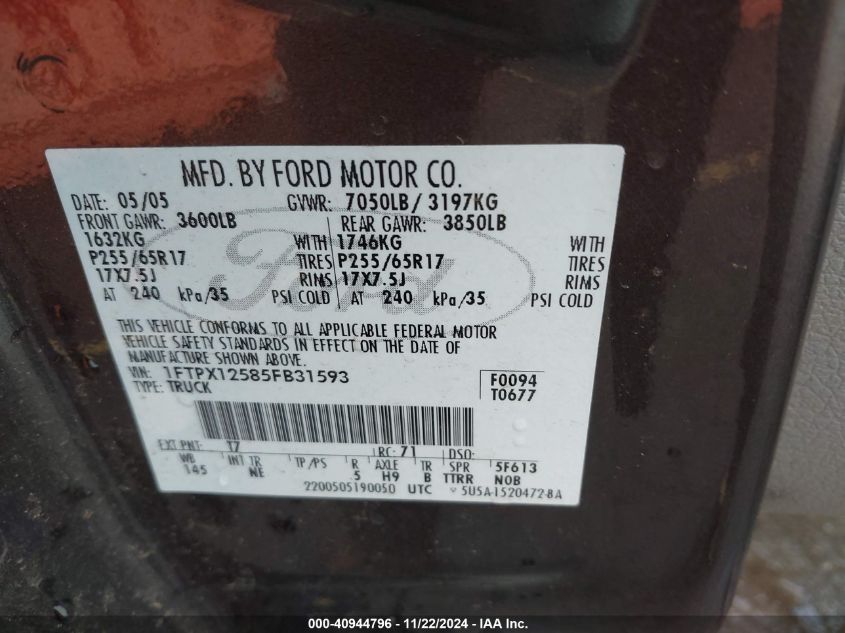 MFD. BY FORD MOTOR CO.
DATE: 05/05 GVWR: 7050LB/ 3197KG
FRONT GAWR: 3600LB REAR GAWR: 3850LB
1632KG WITH 1746KG WITH
P255/65R17 TIRES P255/65R17 TIRES
17X7.5J RIMS 17X7.5J RIMS
AT 240 kPa/35 PSI COLD AT 240 kPa/35 PSI COLD
Ford
THIS VEHICLE CONFORMS TO ALL APPLICABLE FEDERAL MOTOR
VEHICLE SAFETY STANDARDS IN EFFECT ON THE DATE OF
MANUFACTURE SHOWN ABOVE.
VIN: 1FTPX12585FB31593 F0094
TYPE: TRUCK T0677
EXT PNT: T7 RC: 71 DSO:
WB INT TR TP/PS R AXLE TR SPR 5F613
145 NE 5 H9 B TTRR NOB
2200505190050 UTC 5U5A-1520472-BA
000-40944796 - 11/22/2024 - IAA Inc.